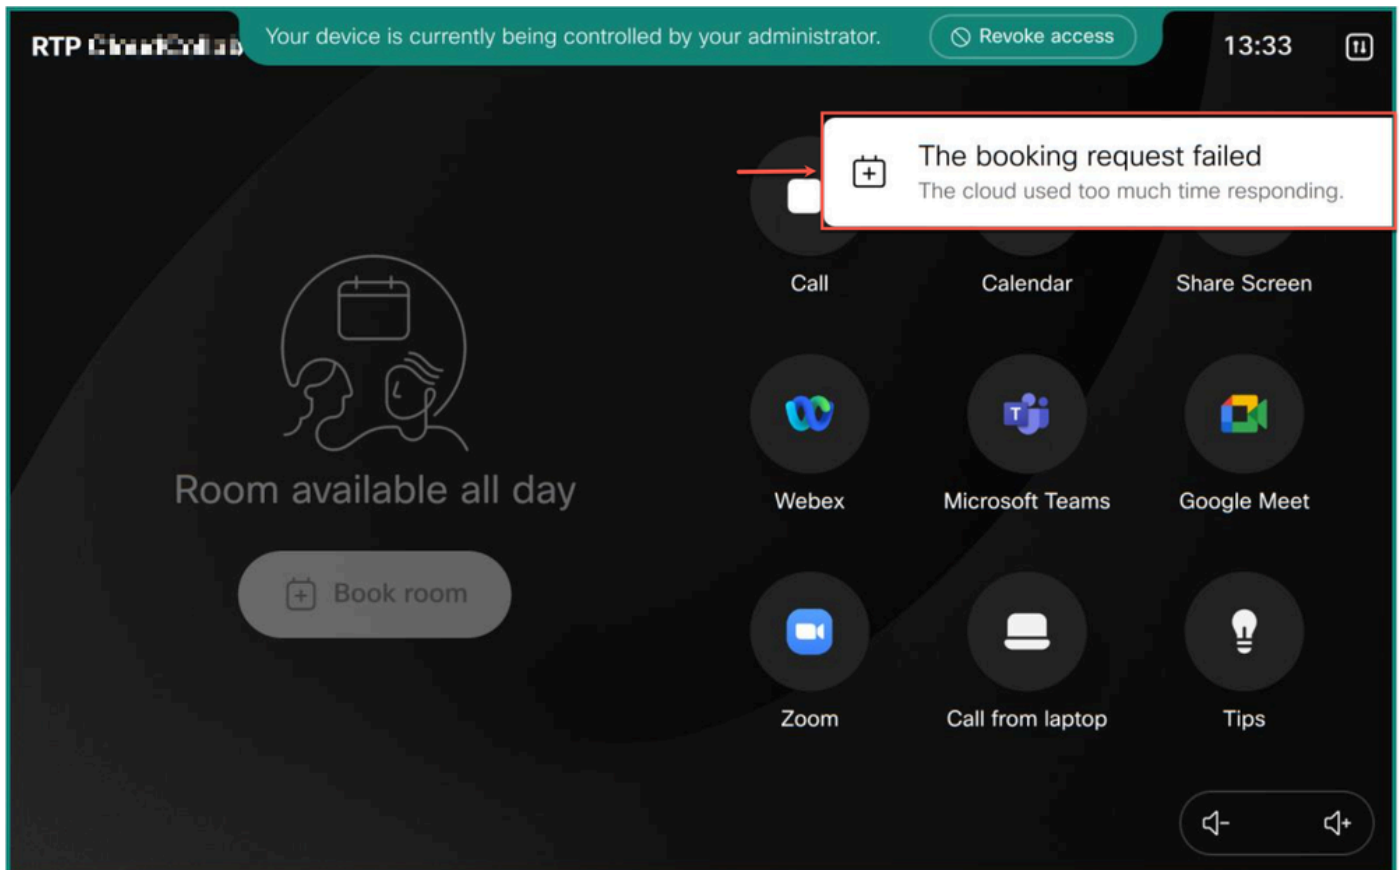 RTP
Your device is currently being controlled by your administrator.
Revoke access
13:33
The booking request failed
The cloud used too much time responding.
Call
Calendar
Share Screen
Room available all day
Book room
Webex
Microsoft Teams
Google Meet
Zoom
Call from laptop
Tips